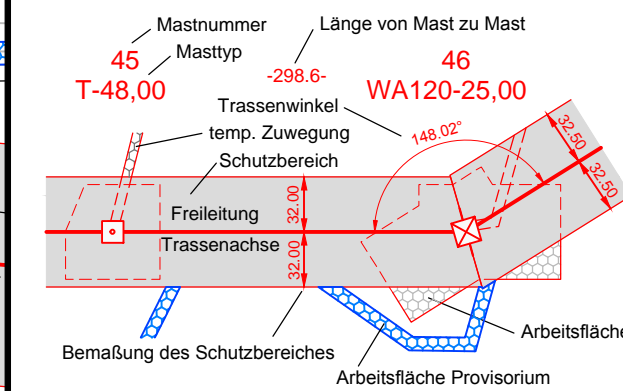 Mastnummer
Länge von Mast zu Mast
45
Masttyp
46
T-48,00
-298.6-
WA120-25,00
Trassenwinkel
148.02°
temp. Zuwegung
32.50
Schutzbereich
32.50
Freileitung
32.00
Trassenachse
32.00
Arbeitsfläche
Bemaßung des Schutzbereiches
Arbeitsfläche Provisorium